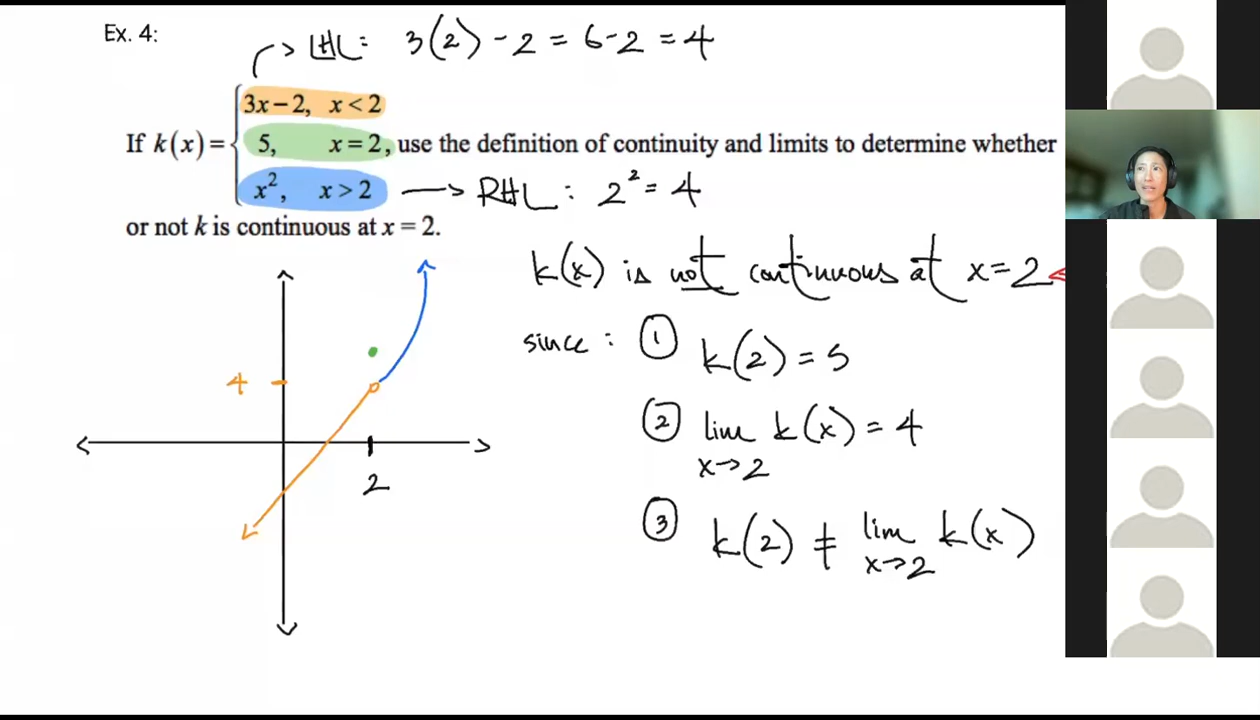 Ex. 4:
LHL: 3(2) - 2 = 6 - 2 = 4
3x − 2, x < 2
If k(x) = { 5, x = 2, use the definition of continuity and limits to determine whether
x², x > 2 → RHL: 2² = 4
or not k is continuous at x = 2.
k(x) is not continuous at x = 2
since: ① k(2) = 5
② lim k(x) = 4
x→2
③ k(2) ≠ lim k(x)
x→2
4
2